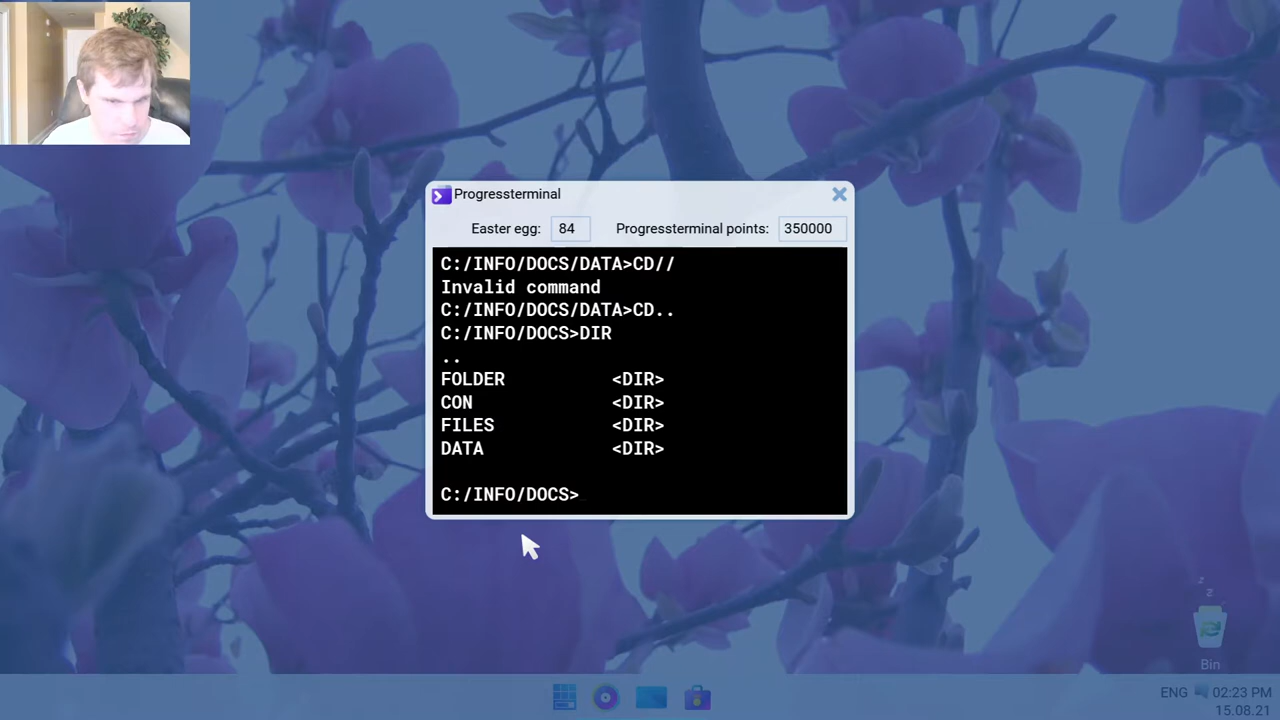 Progressterminal
Easter egg: 84 Progressterminal points: 350000
C:/INFO/DOCS/DATA>CD//
Invalid command
C:/INFO/DOCS/DATA>CD..
C:/INFO/DOCS>DIR
..
FOLDER <DIR>
CON <DIR>
FILES <DIR>
DATA <DIR>
C:/INFO/DOCS>
z
z
Bin
ENG 02:23 PM
15.08.21